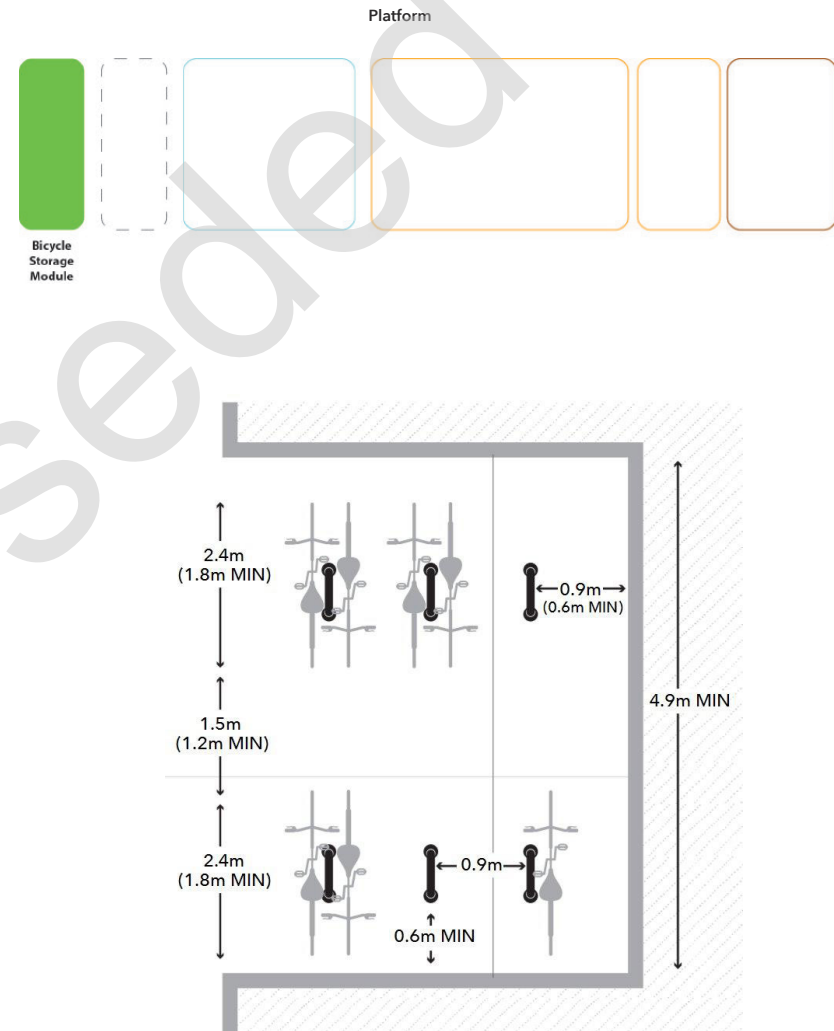 Platform
Bicycle
Storage
Module
2.4m
(1.8m MIN)
0.9m
(0.6m MIN)
4.9m MIN
1.5m
(1.2m MIN)
2.4m
(1.8m MIN)
0.9m
0.6m MIN
seded